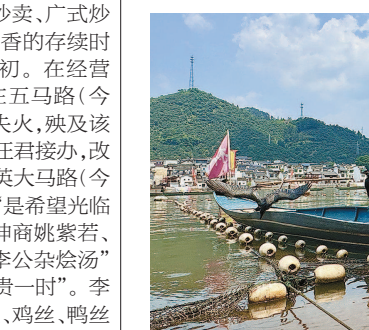 炒卖、广式炒
香的存续时
初。在经营
在五马路(今
失火,殃及该
汪君接办,改
英大马路(今
“是希望光临
绅商姚紫若、
李公杂烩汤”
贵一时”。李
、鸡丝、鸭丝